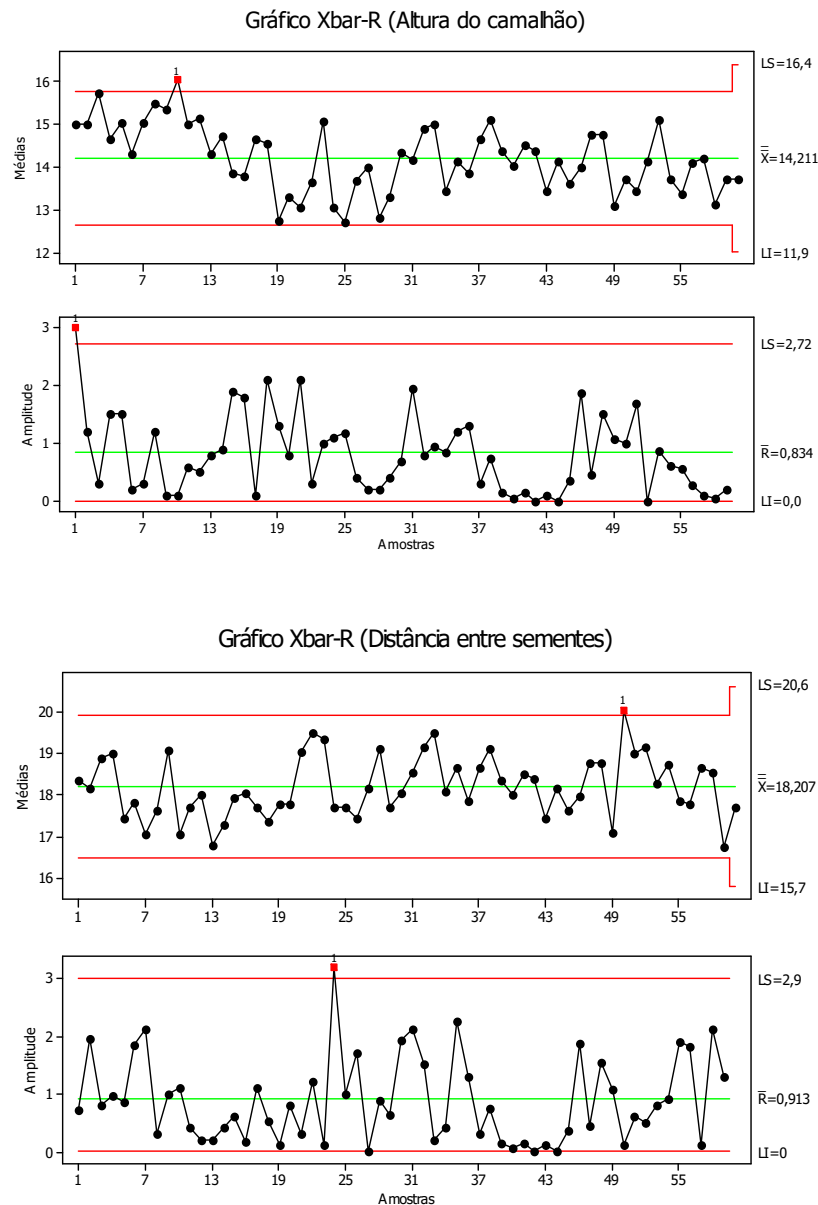 Gráfico Xbar-R (Altura do camalhão)
1
LS=16,4
16
15
14
13
12
Médias
X=14,211
LI=11,9
1 7 13 19 25 31 37 43 49 55
1
3
2
1
0
Amplitude
LS=2,72
R=0,834
LI=0,0
1 7 13 19 25 31 37 43 49 55
Amostras
Gráfico Xbar-R (Distância entre sementes)
LS=20,6
1
20
19
18
17
16
Médias
X=18,207
LI=15,7
1 7 13 19 25 31 37 43 49 55
1
3
2
1
0
Amplitude
LS=2,9
R=0,913
LI=0
1 7 13 19 25 31 37 43 49 55
Amostras